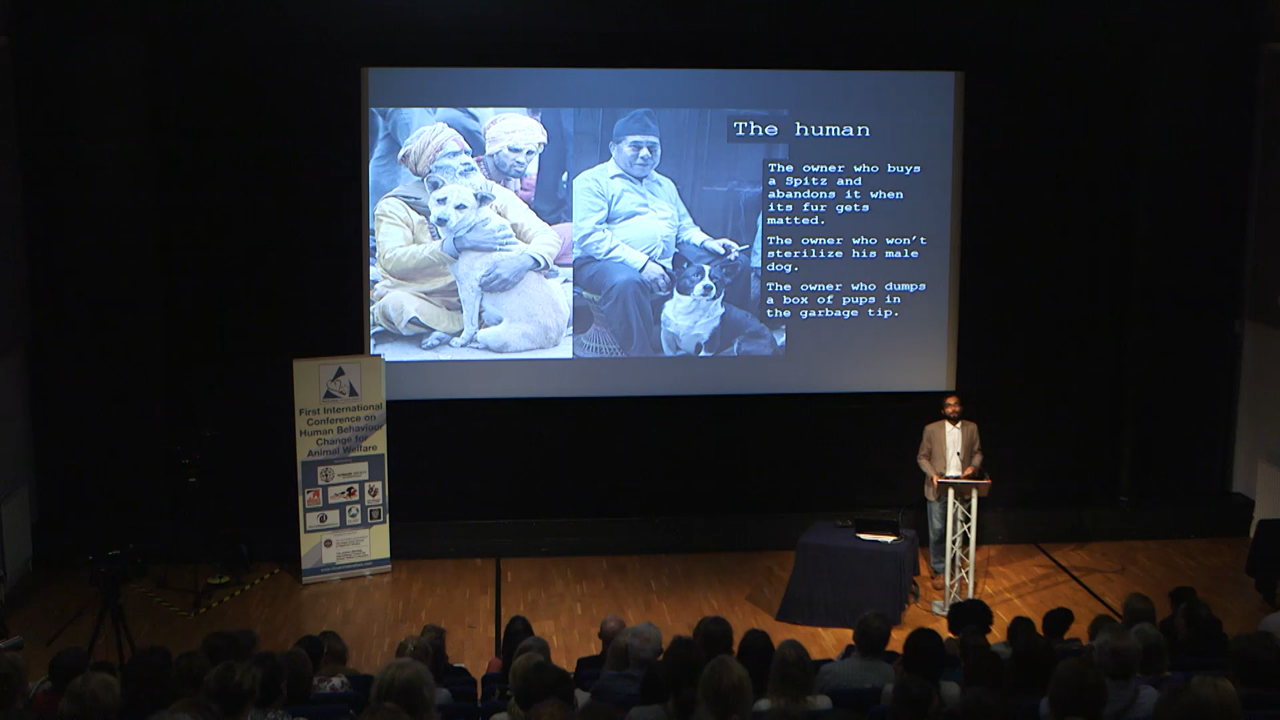 The human
The owner who buys
a Spitz and
abandons it when
its fur gets
matted.
The owner who won't
sterilize his male
dog.
The owner who dumps
a box of pups in
the garbage tip.
First International
Conference on
Human Behaviour
Change for
Animal Welfare